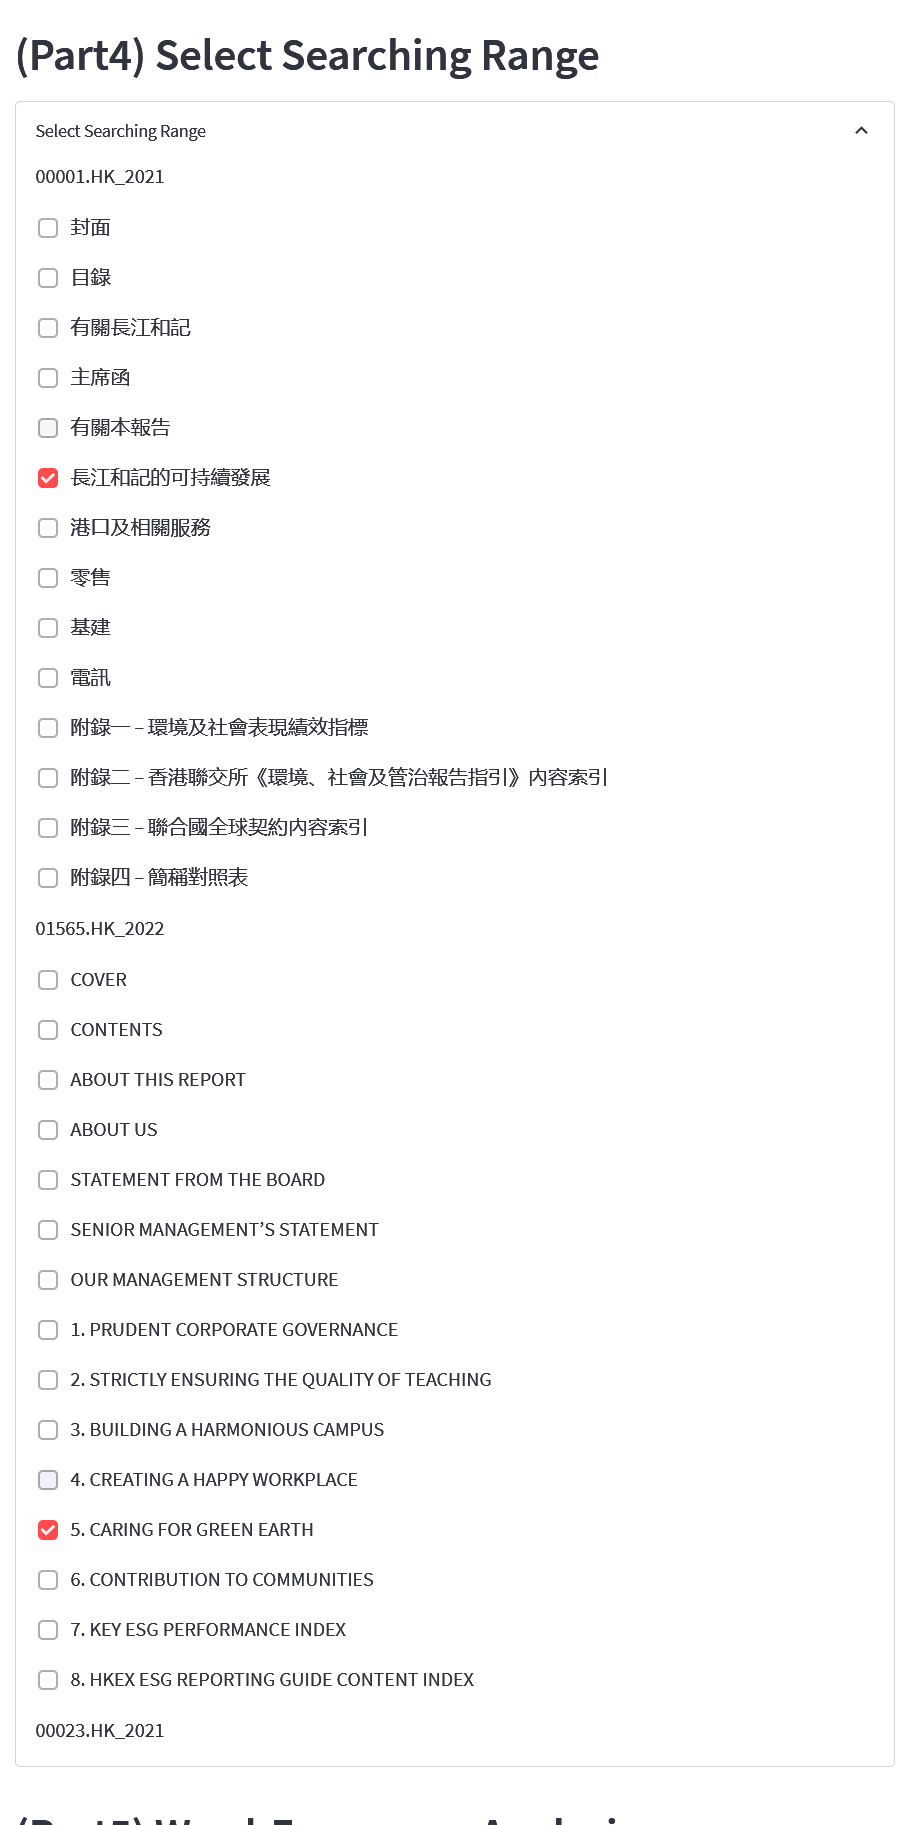 (Part4) Select Searching Range
Select Searching Range
00001.HK_2021
封面
目錄
有關長江和記
主席函
有關本報告
長江和記的可持續發展
港口及相關服務
零售
基建
電訊
附錄一 – 環境及社會表現績效指標
附錄二 – 香港聯交所《環境、社會及管治報告指引》內容索引
附錄三 – 聯合國全球契約內容索引
附錄四 – 簡稱對照表
01565.HK_2022
COVER
CONTENTS
ABOUT THIS REPORT
ABOUT US
STATEMENT FROM THE BOARD
SENIOR MANAGEMENT’S STATEMENT
OUR MANAGEMENT STRUCTURE
1. PRUDENT CORPORATE GOVERNANCE
2. STRICTLY ENSURING THE QUALITY OF TEACHING
3. BUILDING A HARMONIOUS CAMPUS
4. CREATING A HAPPY WORKPLACE
5. CARING FOR GREEN EARTH
6. CONTRIBUTION TO COMMUNITIES
7. KEY ESG PERFORMANCE INDEX
8. HKEX ESG REPORTING GUIDE CONTENT INDEX
00023.HK_2021